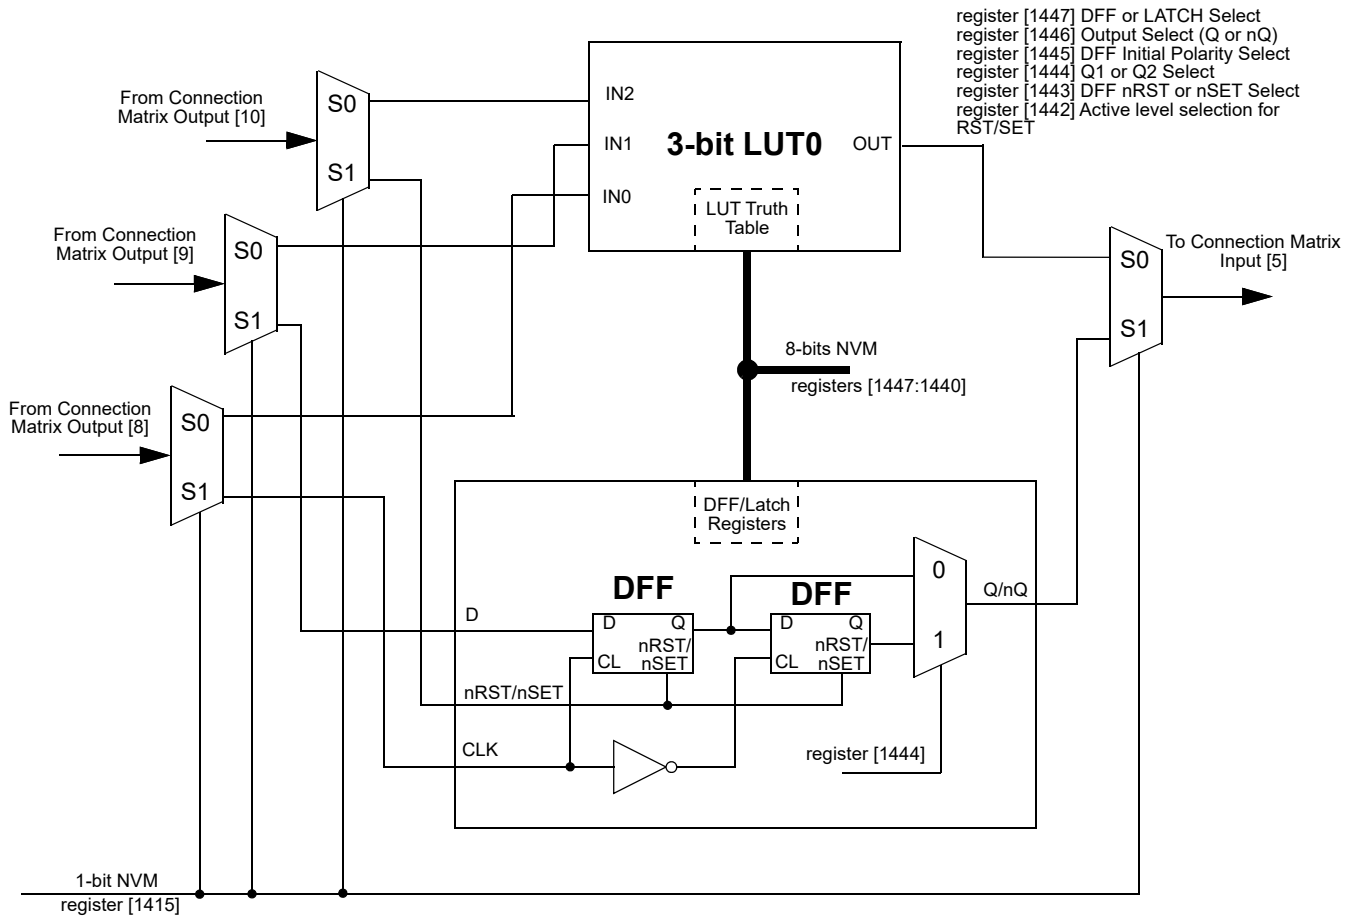 register [1447] DFF or LATCH Select
register [1446] Output Select (Q or nQ)
register [1445] DFF Initial Polarity Select
register [1444] Q1 or Q2 Select
register [1443] DFF nRST or nSET Select
register [1442] Active level selection for
RST/SET
From Connection
Matrix Output [10]
S0
S1
IN2
IN1
IN0
3-bit LUT0
OUT
LUT Truth
Table
From Connection
Matrix Output [9]
S0
S1
To Connection Matrix
Input [5]
S0
S1
8-bits NVM
registers [1447:1440]
From Connection
Matrix Output [8]
S0
S1
DFF/Latch
Registers
DFF
DFF
0
1
Q/nQ
D
D
Q
nRST/
nSET
CL
D
Q
nRST/
nSET
CL
nRST/nSET
CLK
register [1444]
1-bit NVM
register [1415]